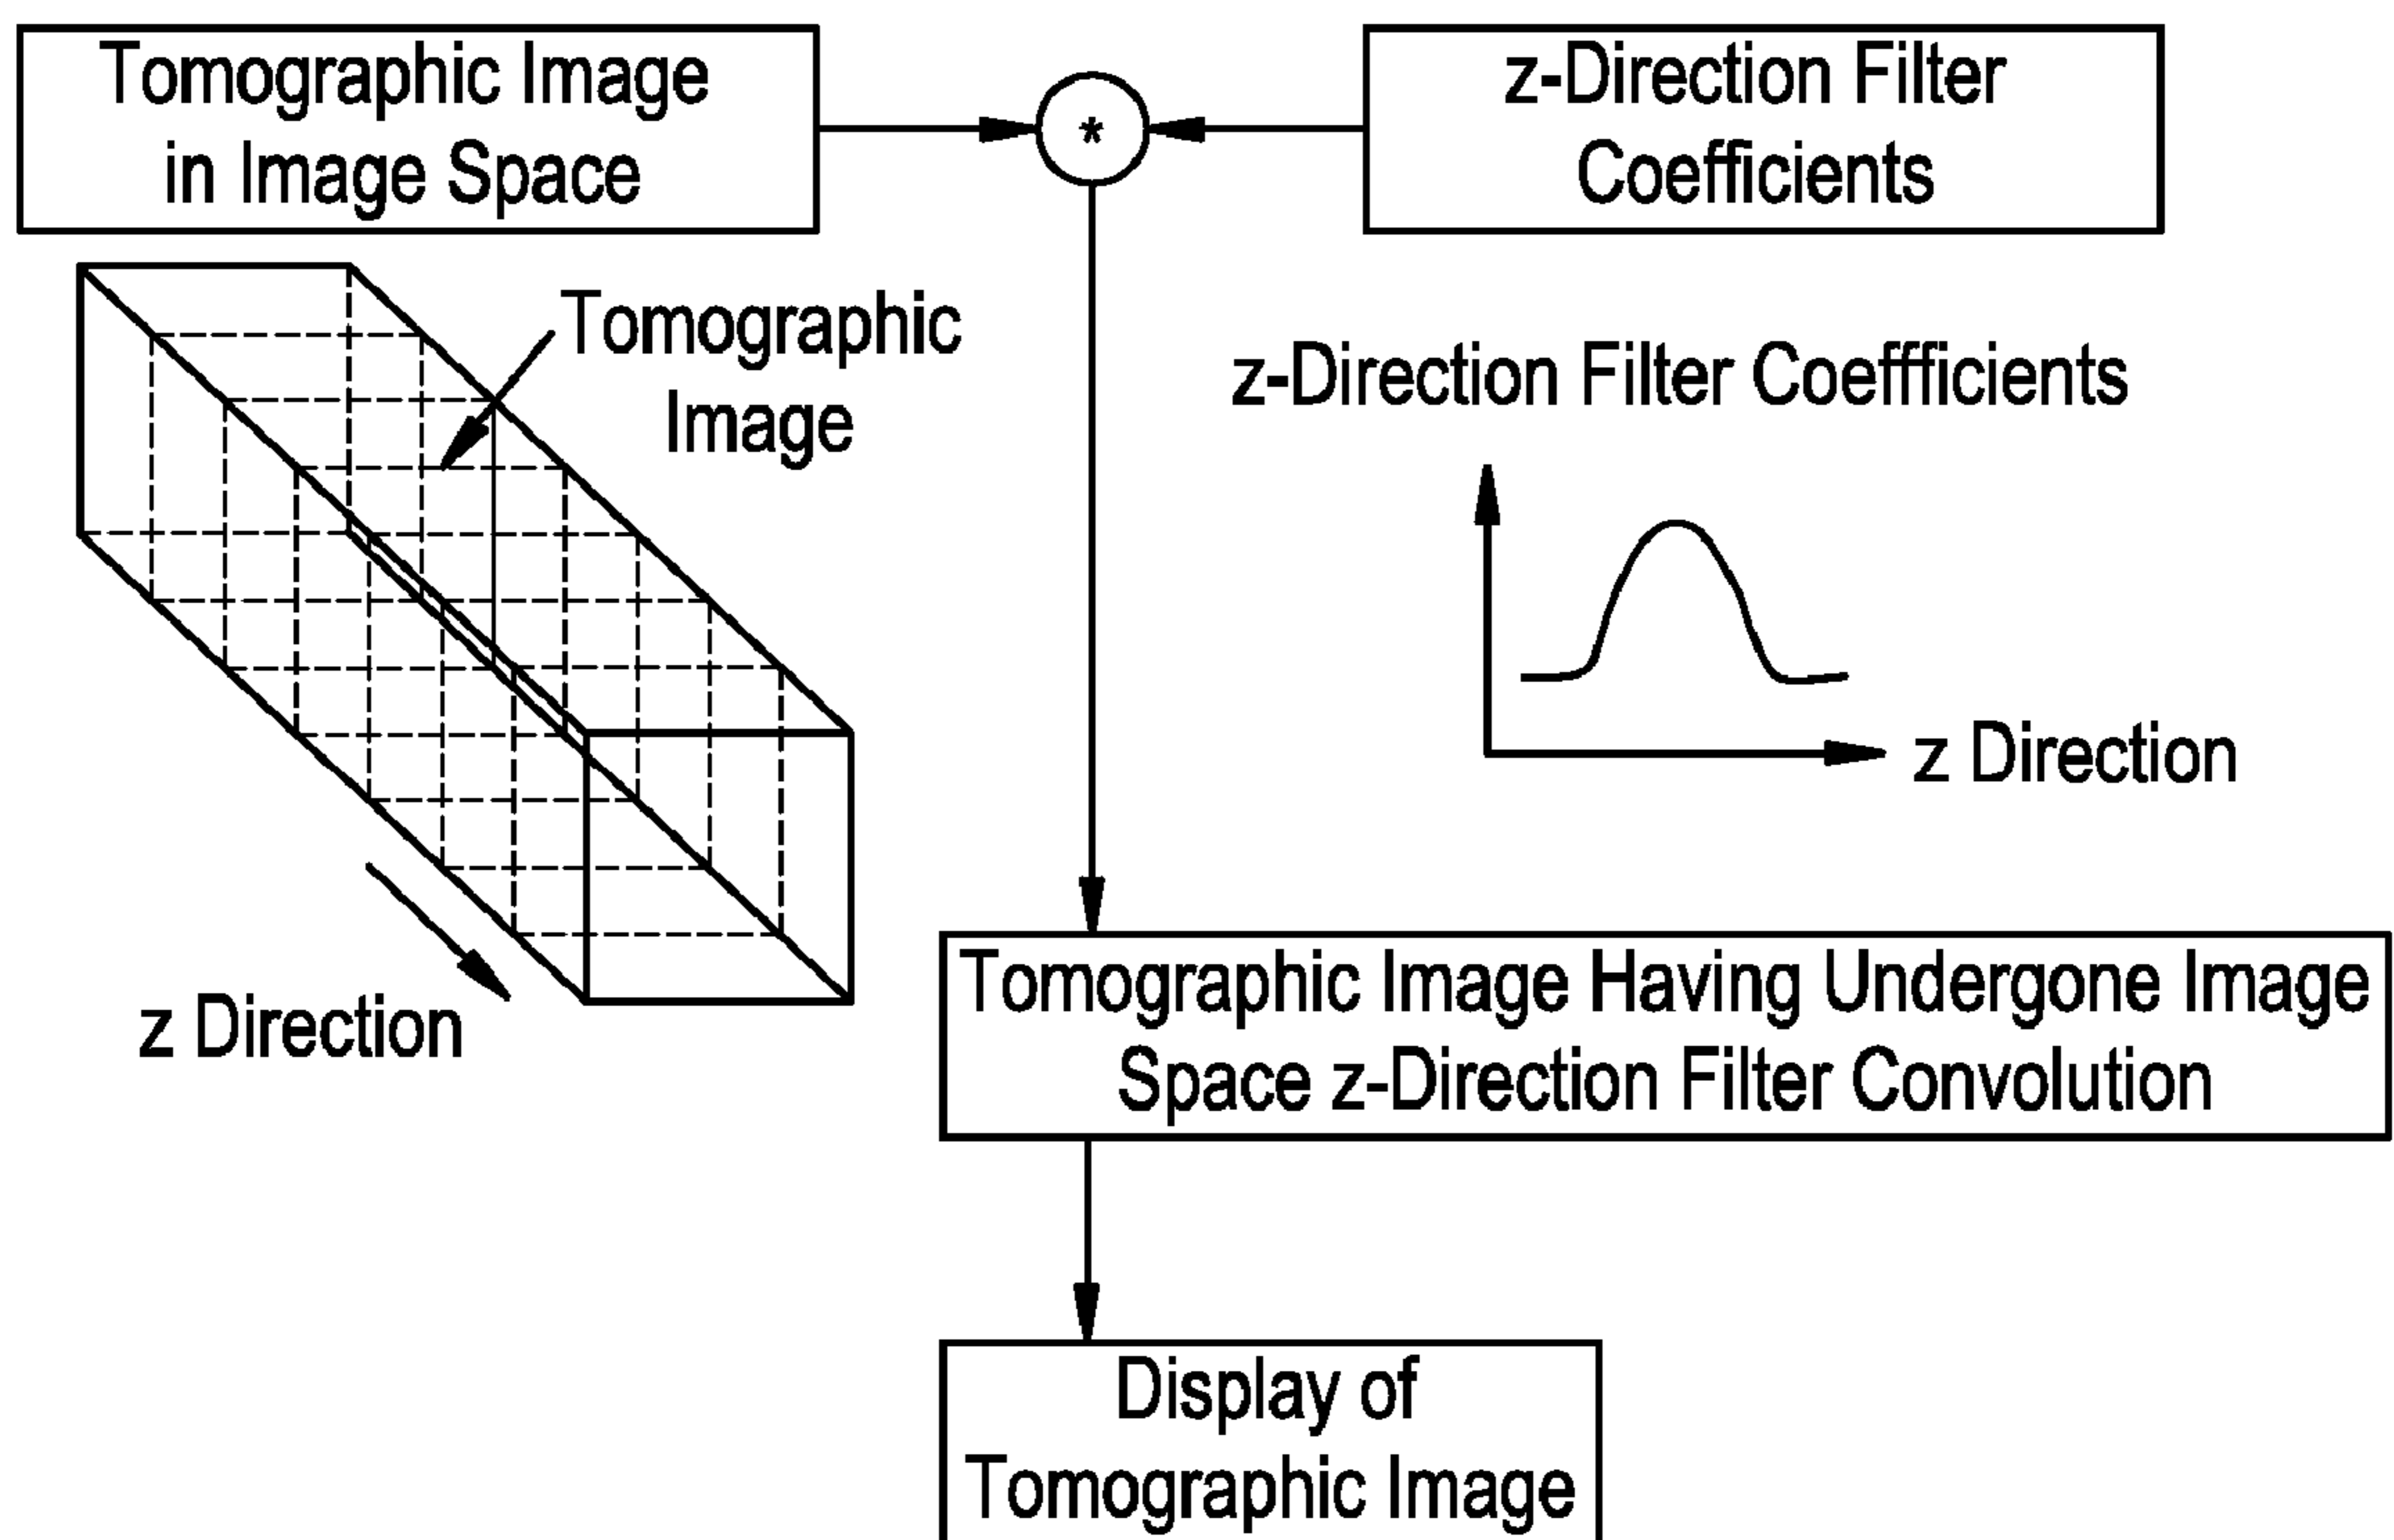 Tomographic Image
in Image Space
*
z-Direction Filter
Coefficients
Tomographic
Image
z-Direction Filter Coeffficients
z Direction
z Direction
Tomographic Image Having Undergone Image
Space z-Direction Filter Convolution
Display of
Tomographic Image